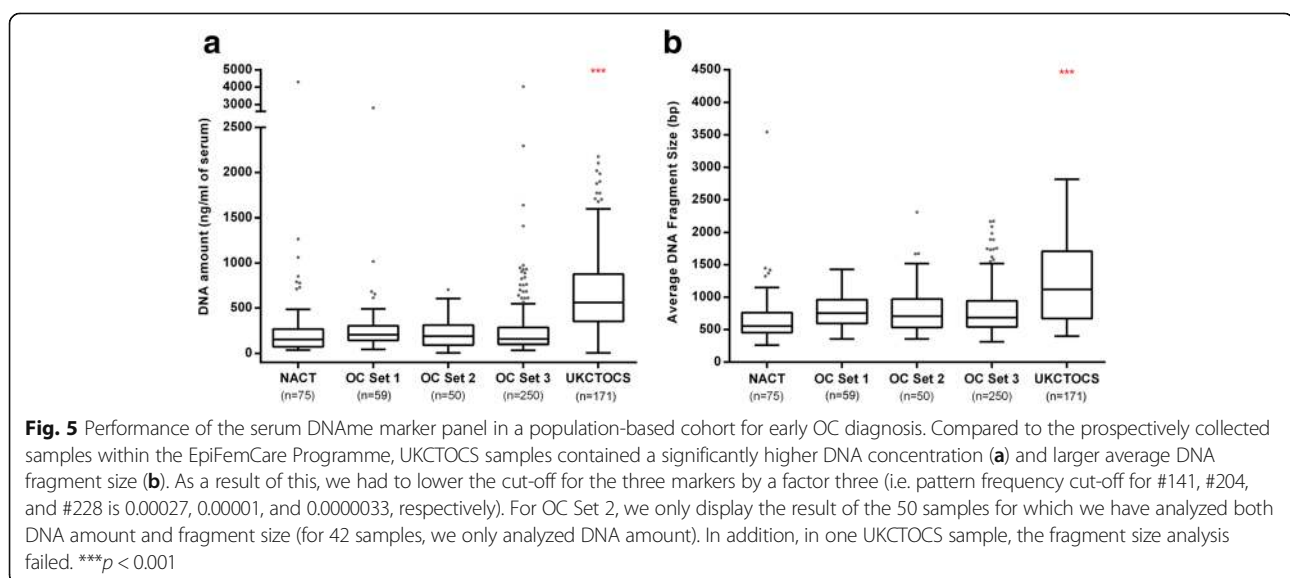 a
b
5000
4000
3000
2500
2000
1500
1000
500
0
DNA amount (ng/ml of serum)
***
NACT OC Set 1 OC Set 2 OC Set 3 UKCTOCS
(n=75) (n=59) (n=50) (n=250) (n=171)
4500
4000
3500
3000
2500
2000
1500
1000
500
0
Average DNA Fragment Size (bp)
***
NACT OC Set 1 OC Set 2 OC Set 3 UKCTOCS
(n=75) (n=59) (n=50) (n=250) (n=171)
Fig. 5 Performance of the serum DNAme marker panel in a population-based cohort for early OC diagnosis. Compared to the prospectively collected
samples within the EpiFemCare Programme, UKCTOCS samples contained a significantly higher DNA concentration (a) and larger average DNA
fragment size (b). As a result of this, we had to lower the cut-off for the three markers by a factor three (i.e. pattern frequency cut-off for #141, #204,
and #228 is 0.00027, 0.00001, and 0.0000033, respectively). For OC Set 2, we only display the result of the 50 samples for which we have analyzed both
DNA amount and fragment size (for 42 samples, we only analyzed DNA amount). In addition, in one UKCTOCS sample, the fragment size analysis
failed. ***p < 0.001